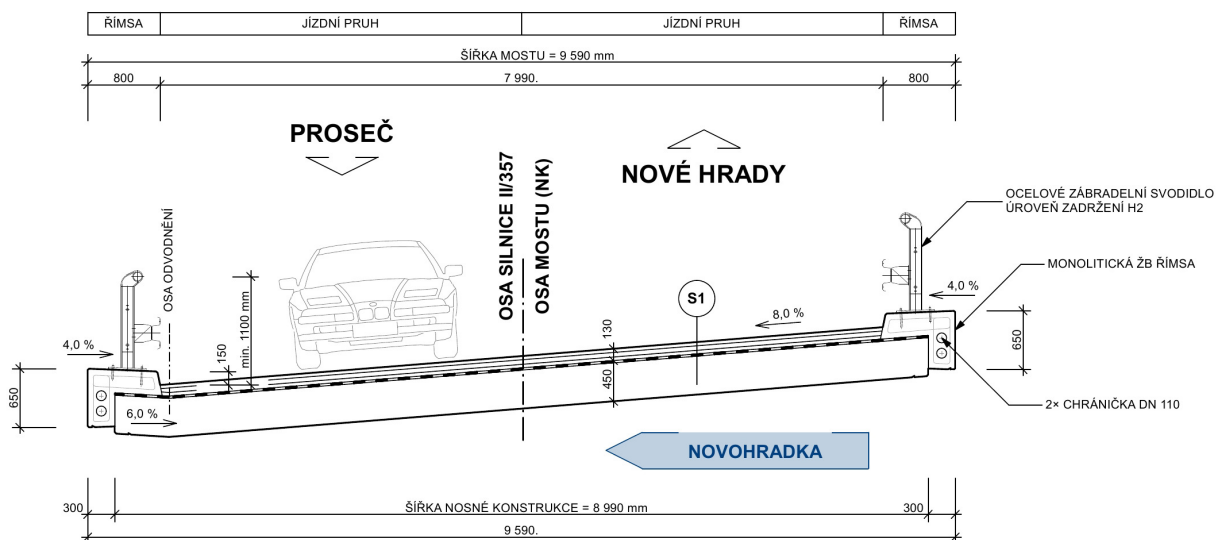 ŘÍMSA JÍZDNÍ PRUH JÍZDNÍ PRUH ŘÍMSA
ŠÍŘKA MOSTU = 9 590 mm
800 7 990. 800
PROSEČ
NOVÉ HRADY
OSA SILNICE II/357
OSA MOSTU (NK)
OSA ODVODNĚNÍ
OCELOVÉ ZÁBRADELNÍ SVODIDLO
ÚROVEŇ ZADRŽENÍ H2
MONOLITICKÁ ŽB ŘÍMSA
4,0 %
S1
8,0 %
130
min. 1100 mm
150
4,0 %
650
450
650
6,0 %
2× CHRÁNIČKA DN 110
NOVOHRADKA
300 ŠÍŘKA NOSNÉ KONSTRUKCE = 8 990 mm 300
9 590.